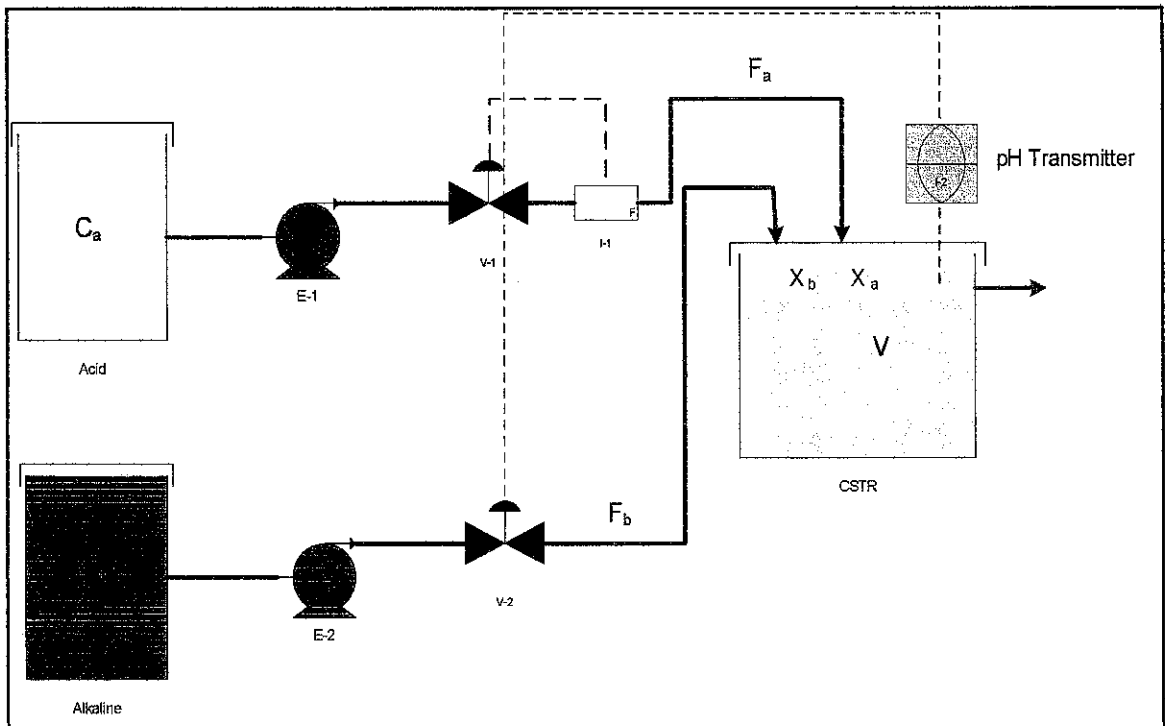 Fa
pH Transmitter
Ca
F
V-1
I-1
E-1
Xb Xa
V
Acid
CSTR
Fb
V-2
E-2
Alkaline